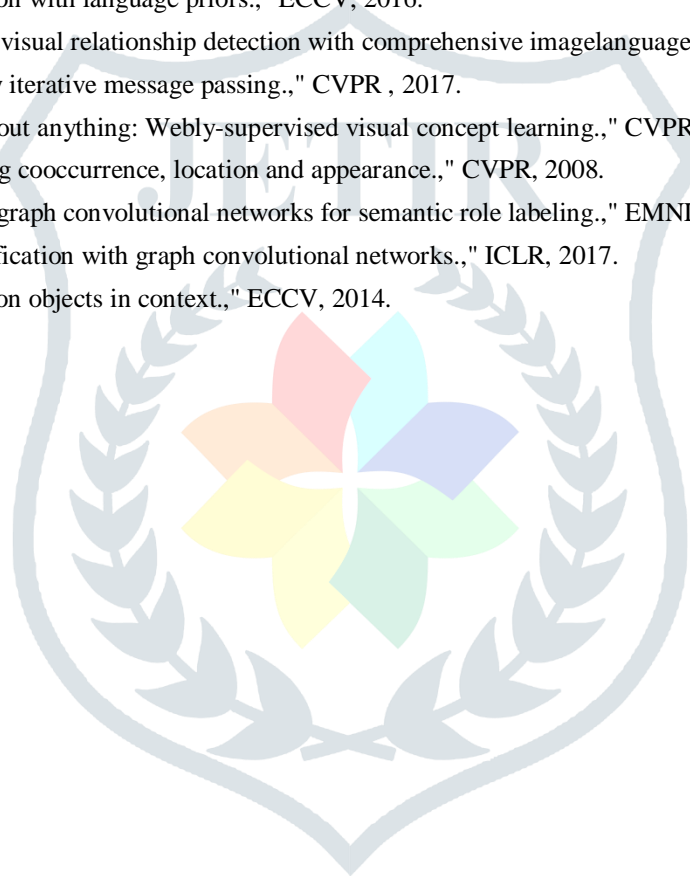 on with language priors.," ECCV, 2016.
visual relationship detection with comprehensive imagelanguage
iterative message passing.," CVPR , 2017.
out anything: Webly-supervised visual concept learning.," CVPR
g cooccurrence, location and appearance.," CVPR, 2008.
graph convolutional networks for semantic role labeling.," EMNL
fication with graph convolutional networks.," ICLR, 2017.
on objects in context.," ECCV, 2014.
JETIR